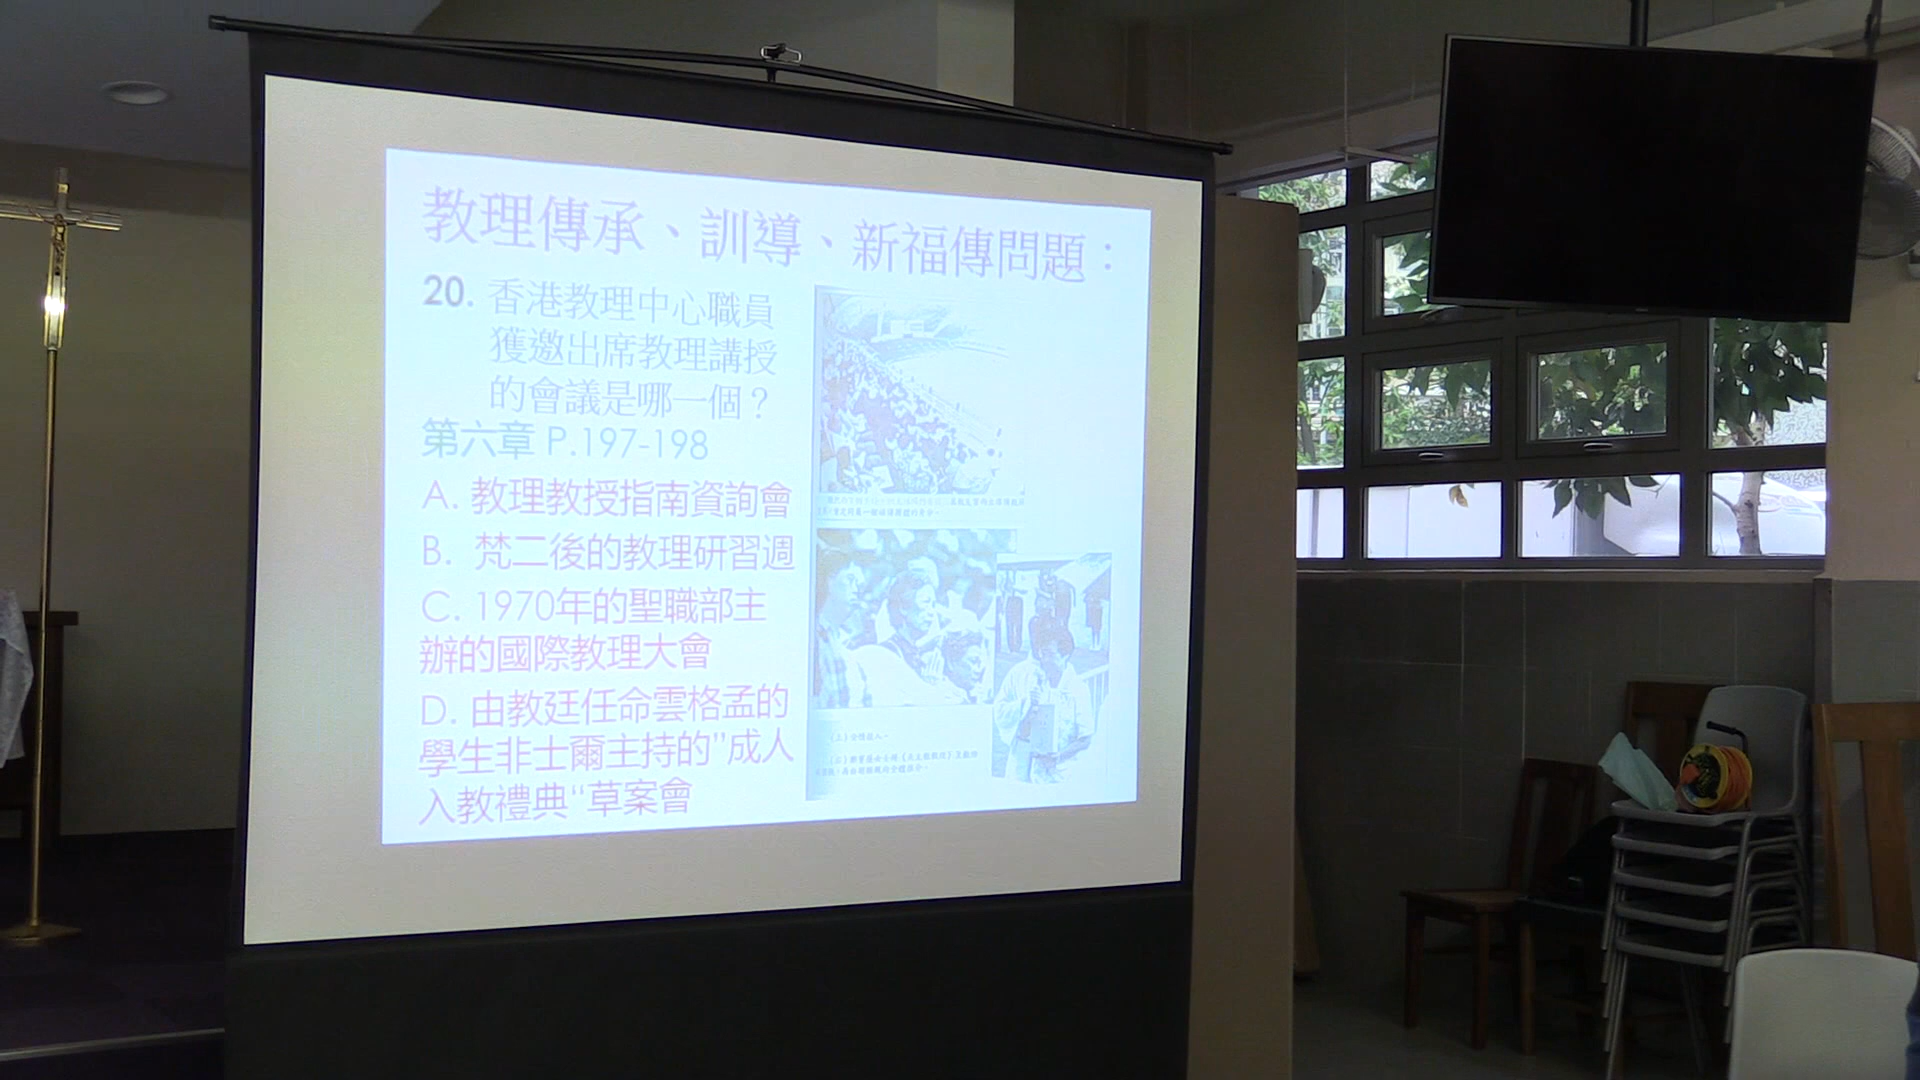 教理傳承、訓導、新福傳問題：
20. 香港教理中心職員
獲邀出席教理講授
的會議是哪一個？
第六章 P.197-198
A. 教理教授指南資詢會
B. 梵二後的教理研習週
C. 1970年的聖職部主
辦的國際教理大會
D. 由教廷任命雲格孟的
學生非士爾主持的"成人
入教禮典“草案會